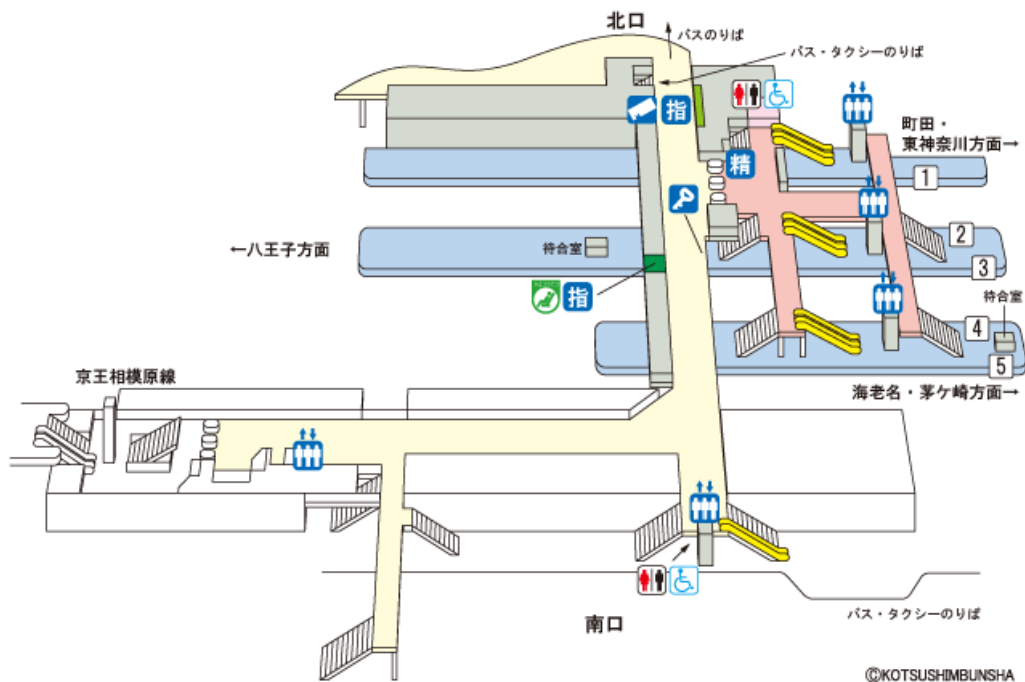 北口
バスのりば
バス・タクシーのりば
指
町田・
東神奈川方面→
精
1
←八王子方面
待合室
2
3
指
待合室
4
5
京王相模原線
海老名・茅ケ崎方面→
南口
バス・タクシーのりば
©KOTSUSHIMBUNSHA